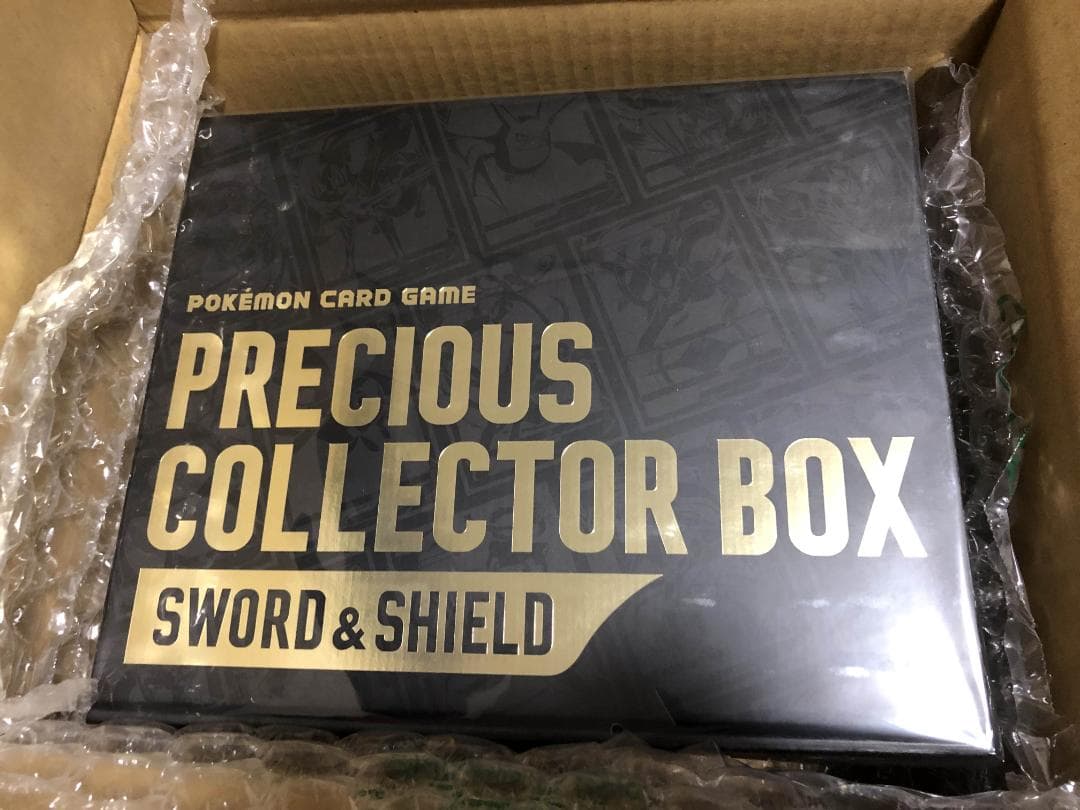 POKÉMON CARD GAME
PRECIOUS
COLLECTOR BOX
SWORD & SHIELD